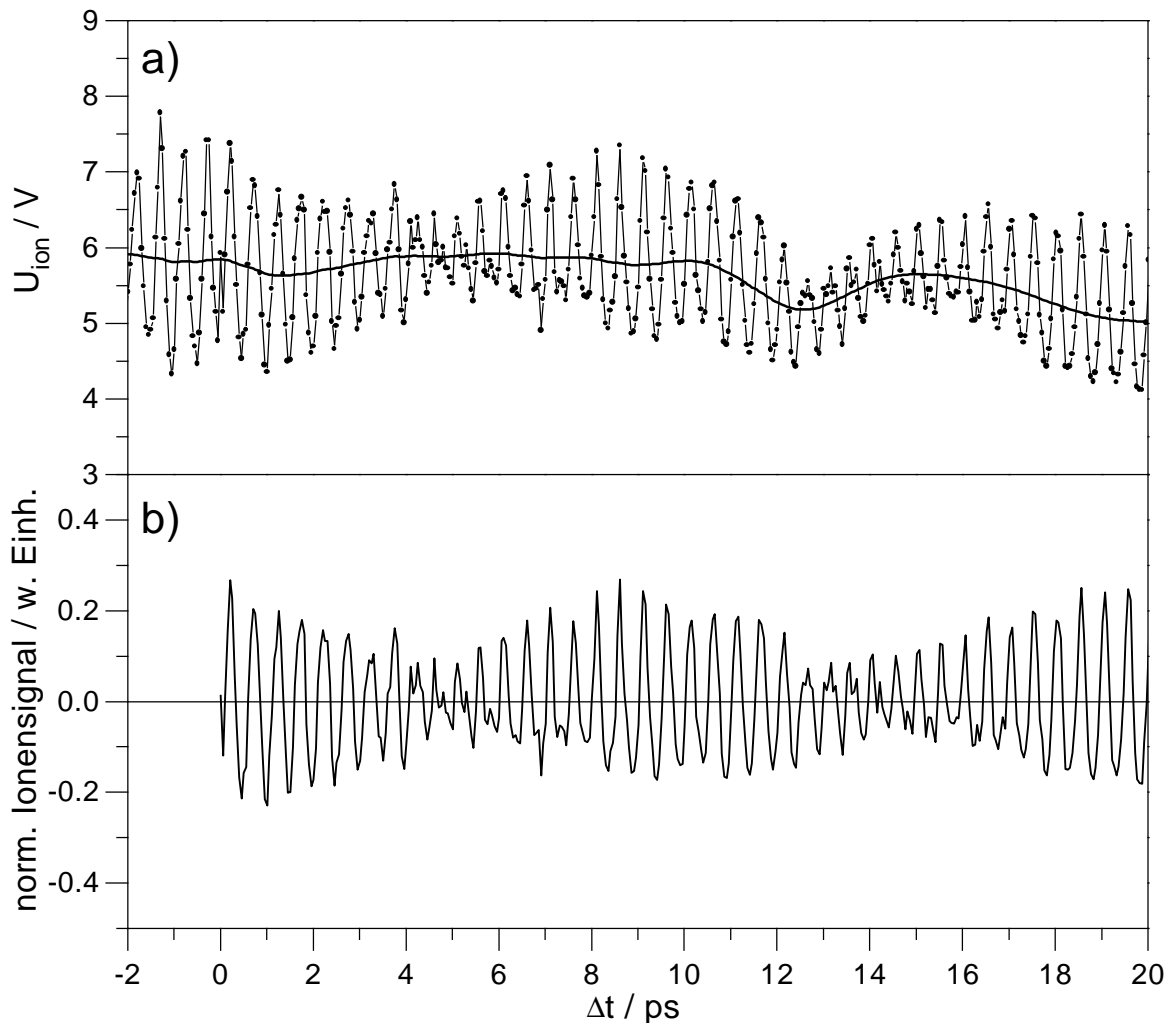 a)
U_ion / V
9
8
7
6
5
4
3
b)
norm. Ionensignal / w. Einh.
0.4
0.2
0.0
-0.2
-0.4
-2 0 2 4 6 8 10 12 14 16 18 20
Δt / ps